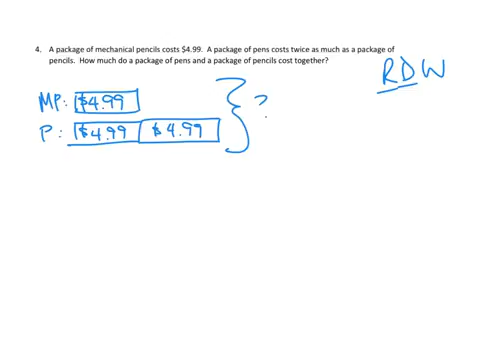 4. A package of mechanical pencils costs $4.99. A package of pens costs twice as much as a package of
pencils. How much do a package of pens and a package of pencils cost together?
RDW
MP: $4.99
P: $4.99 $4.99
?